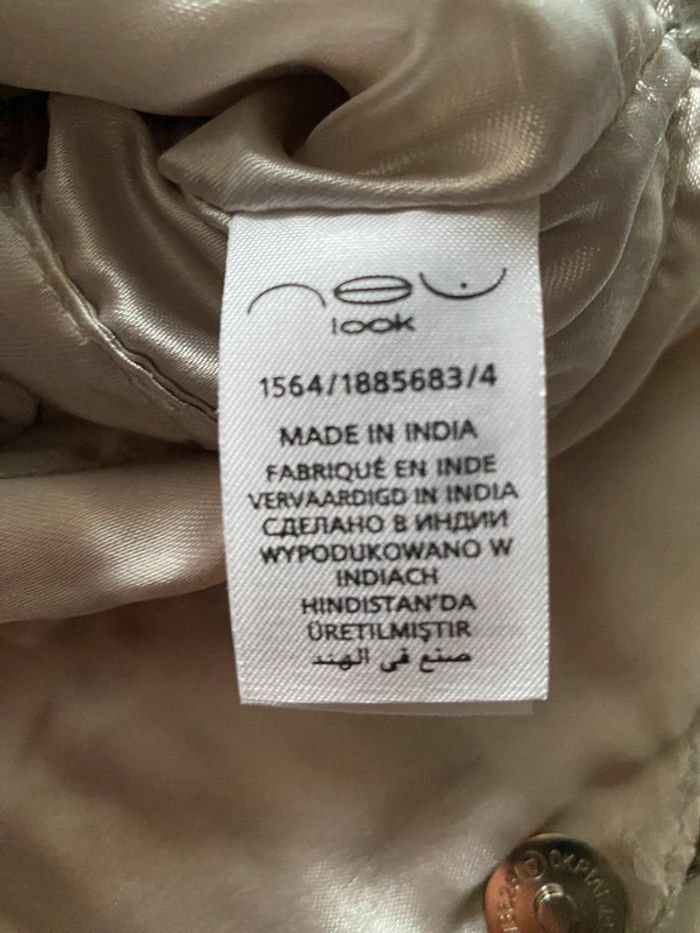 new
look
1564/1885683/4
MADE IN INDIA
FABRIQUÉ EN INDE
VERVAARDIGD IN INDIA
СДЕЛАНО В ИНДИИ
WYPODUKOWANO W
INDIACH
HINDISTAN'DA
ÜRETILMIŞTIR
صنع في الهند